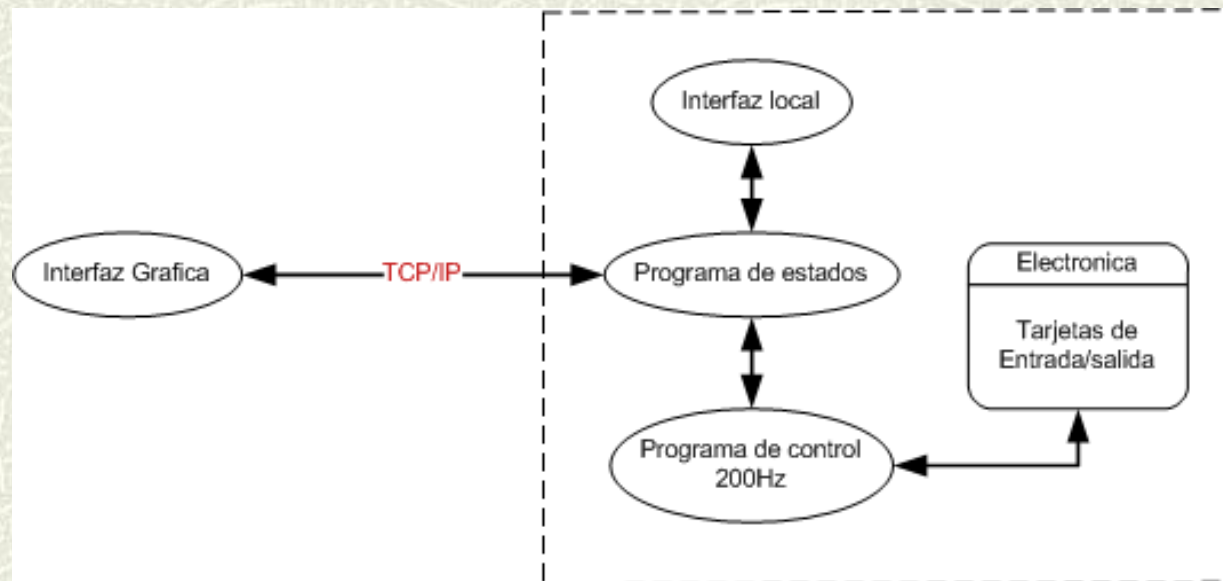 Interfaz local
Interfaz Grafica
TCP/IP
Programa de estados
Electronica
Tarjetas de
Entrada/salida
Programa de control
200Hz